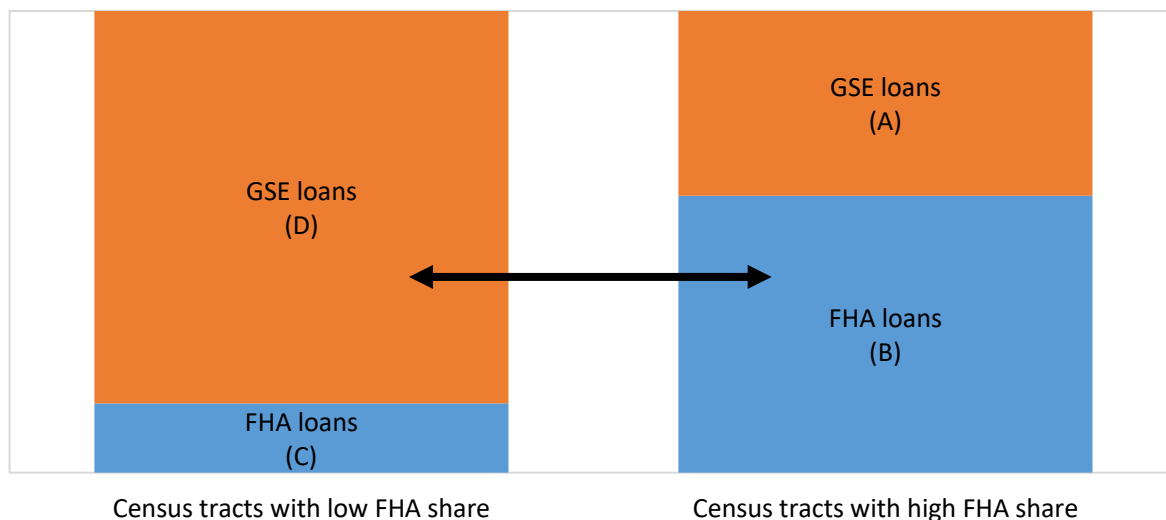 GSE loans
(D)
FHA loans
(C)
Census tracts with low FHA share
GSE loans
(A)
FHA loans
(B)
Census tracts with high FHA share